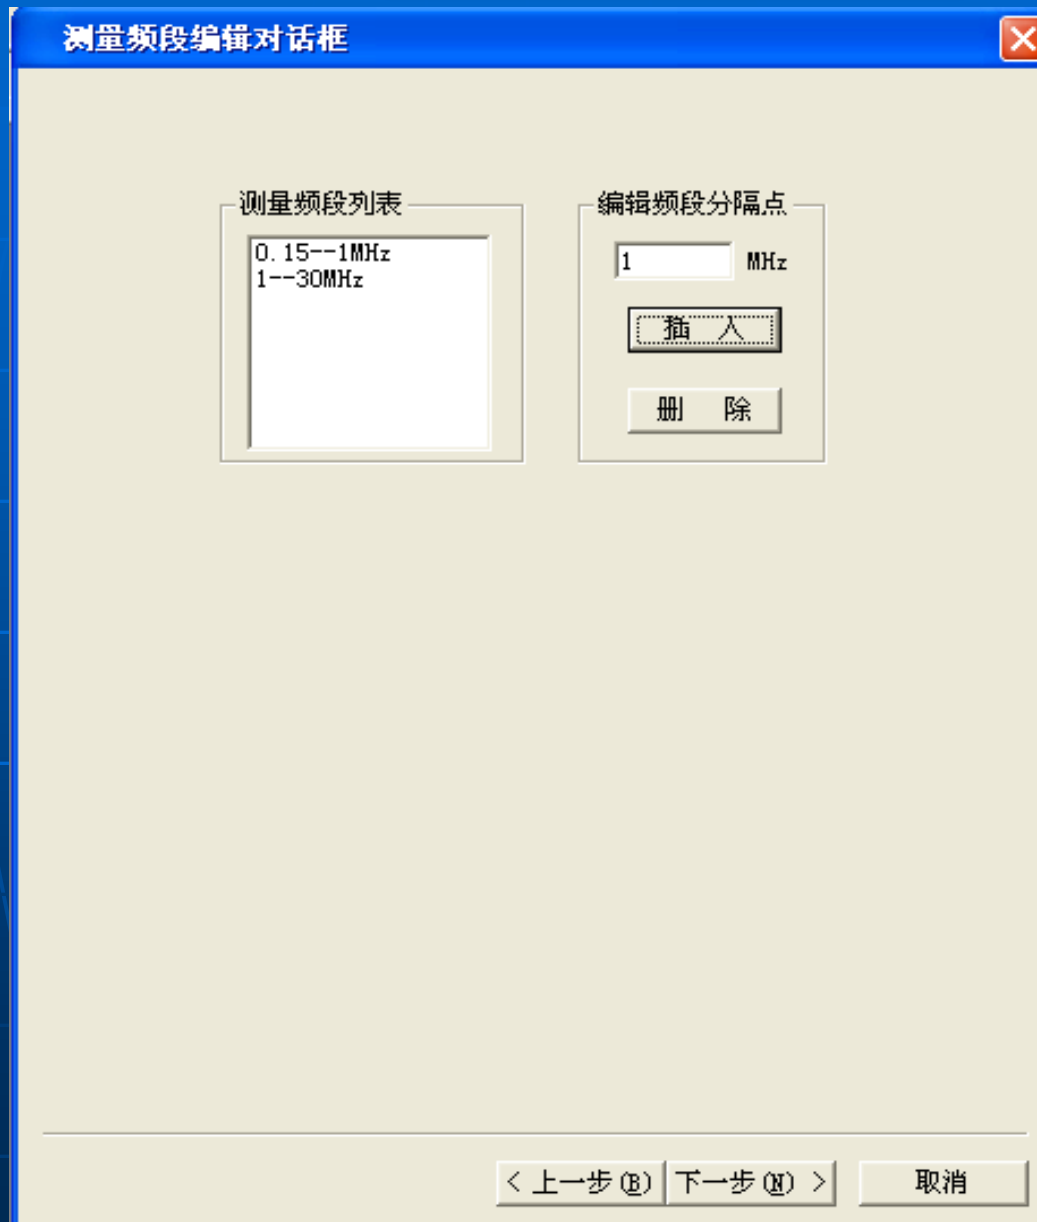 测量频段编辑对话框
测量频段列表
0.15--1MHz
1--30MHz
编辑频段分隔点
1 MHz
插 入
删 除
< 上一步(B) 下一步(N) > 取消